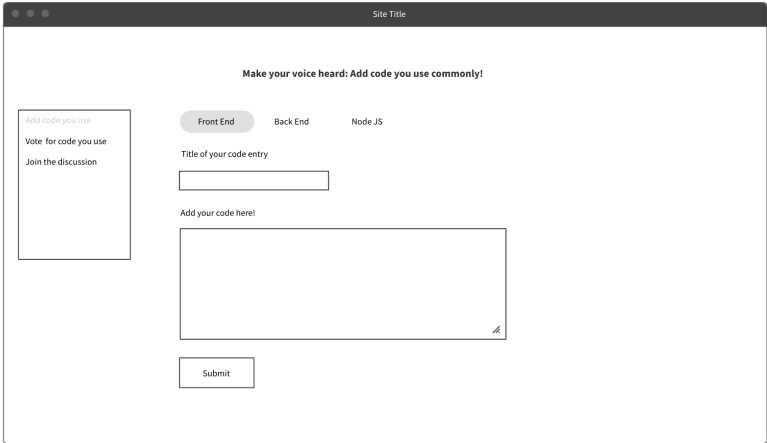 Site Title
Make your voice heard: Add code you use commonly!
Add code you use
Vote for code you use
Join the discussion
Front End
Back End
Node JS
Title of your code entry
Add your code here!
Submit